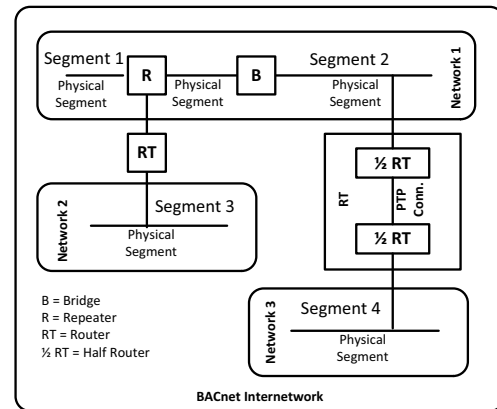 Segment 1
R
B
Segment 2
Physical
Segment
Physical
Segment
Physical
Segment
Network 1
RT
½ RT
RT
PTP
Conn.
½ RT
Network 2
Segment 3
Physical
Segment
B = Bridge
R = Repeater
RT = Router
½ RT = Half Router
Network 3
Segment 4
Physical
Segment
BACnet Internetwork